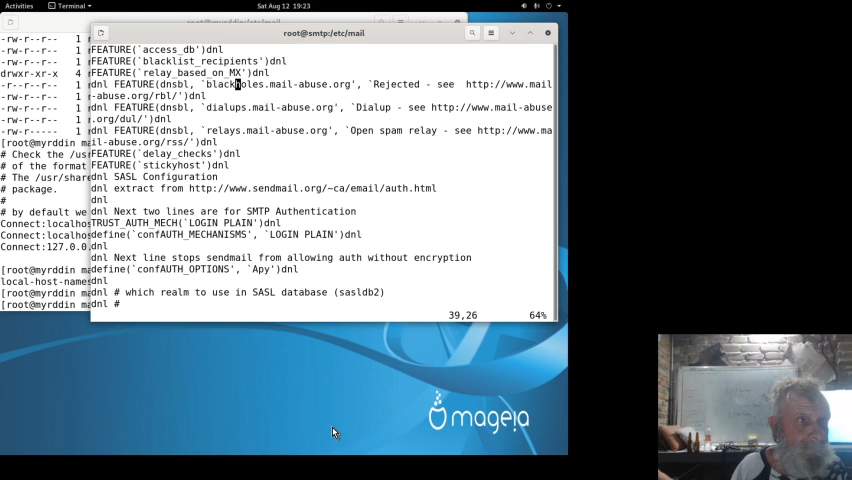 Activities
Terminal
Sat Aug 12 19:23
root@myrddin:/etc/mail
root@smtp:/etc/mail
-rw-r--r-- 1
-rw-r--r-- 1
-rw-r--r-- 1
drwxr-xr-x 4
-r--r--r-- 1
-rw-r--r-- 1
-rw-r--r-- 1
-rw-r----- 1
[root@myrddin ma
# Check the /usr
# of the format
# The /usr/share
# package.
#
# by default we
Connect:localhos
Connect:localhos
Connect:127.0.0.
[root@myrddin ma
local-host-names
[root@myrddin ma
[root@myrddin ma
FEATURE(`access_db')dnl
FEATURE(`blacklist_recipients')dnl
FEATURE(`relay_based_on_MX')dnl
dnl FEATURE(dnsbl, `blackholes.mail-abuse.org', `Rejected - see  http://www.mail
-abuse.org/rbl/')dnl
dnl FEATURE(dnsbl, `dialups.mail-abuse.org', `Dialup - see http://www.mail-abuse
.org/dul/')dnl
dnl FEATURE(dnsbl, `relays.mail-abuse.org', `Open spam relay - see http://www.ma
il-abuse.org/rss/')dnl
FEATURE(`delay_checks')dnl
FEATURE(`stickyhost')dnl
dnl SASL Configuration
dnl extract from http://www.sendmail.org/~ca/email/auth.html
dnl
dnl Next two lines are for SMTP Authentication
TRUST_AUTH_MECH(`LOGIN PLAIN')dnl
define(`confAUTH_MECHANISMS', `LOGIN PLAIN')dnl
dnl
dnl Next line stops sendmail from allowing auth without encryption
define(`confAUTH_OPTIONS', `Apy')dnl
dnl
dnl # which realm to use in SASL database (sasldb2)
dnl #
39,26 64%
mageia